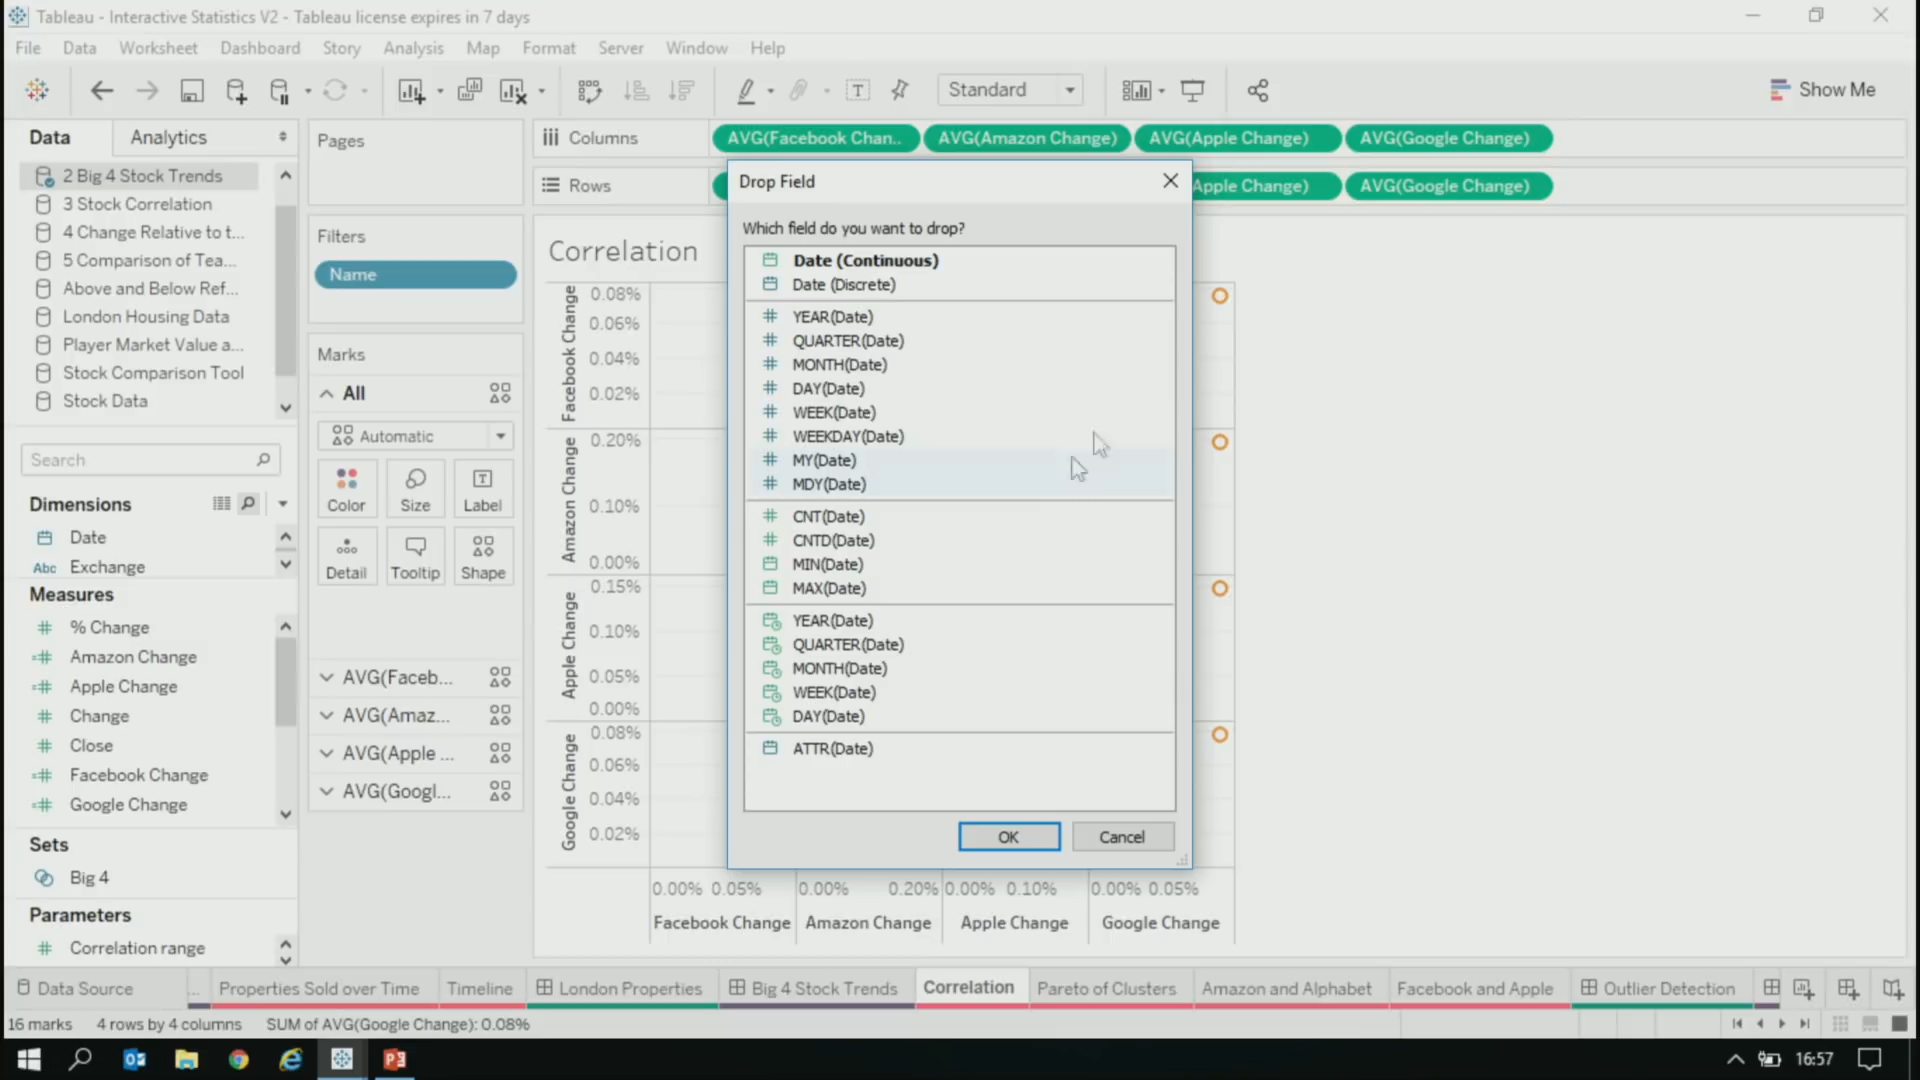 Tableau - Interactive Statistics V2 - Tableau license expires in 7 days
File Data Worksheet Dashboard Story Analysis Map Format Server Window Help
Standard
Show Me
Data
Analytics
2 Big 4 Stock Trends
3 Stock Correlation
4 Change Relative to t...
5 Comparison of Tea...
Above and Below Ref...
London Housing Data
Player Market Value a...
Stock Comparison Tool
Stock Data
Search
Dimensions
Date
Abc Exchange
Measures
% Change
Amazon Change
Apple Change
Change
Close
Facebook Change
Google Change
Sets
Big 4
Parameters
Correlation range
Pages
Filters
Name
Marks
All
Automatic
Color Size Label
Detail Tooltip Shape
AVG(Faceb...
AVG(Amaz...
AVG(Apple ...
AVG(Googl...
Columns
AVG(Facebook Chan.. AVG(Amazon Change) AVG(Apple Change) AVG(Google Change)
Rows
Apple Change) AVG(Google Change)
Correlation
Facebook Change
0.08%
0.06%
0.04%
0.02%
Amazon Change
0.20%
0.10%
0.00%
Apple Change
0.15%
0.10%
0.05%
0.00%
Google Change
0.08%
0.06%
0.04%
0.02%
0.00% 0.05% 0.00% 0.20% 0.00% 0.10% 0.00% 0.05%
Facebook Change Amazon Change Apple Change Google Change
Drop Field
Which field do you want to drop?
Date (Continuous)
Date (Discrete)
YEAR(Date)
QUARTER(Date)
MONTH(Date)
DAY(Date)
WEEK(Date)
WEEKDAY(Date)
MY(Date)
MDY(Date)
CNT(Date)
CNTD(Date)
MIN(Date)
MAX(Date)
YEAR(Date)
QUARTER(Date)
MONTH(Date)
WEEK(Date)
DAY(Date)
ATTR(Date)
OK Cancel
Data Source ... Properties Sold over Time Timeline London Properties Big 4 Stock Trends Correlation Pareto of Clusters Amazon and Alphabet Facebook and Apple Outlier Detection
16 marks 4 rows by 4 columns SUM of AVG(Google Change): 0.08%
16:57